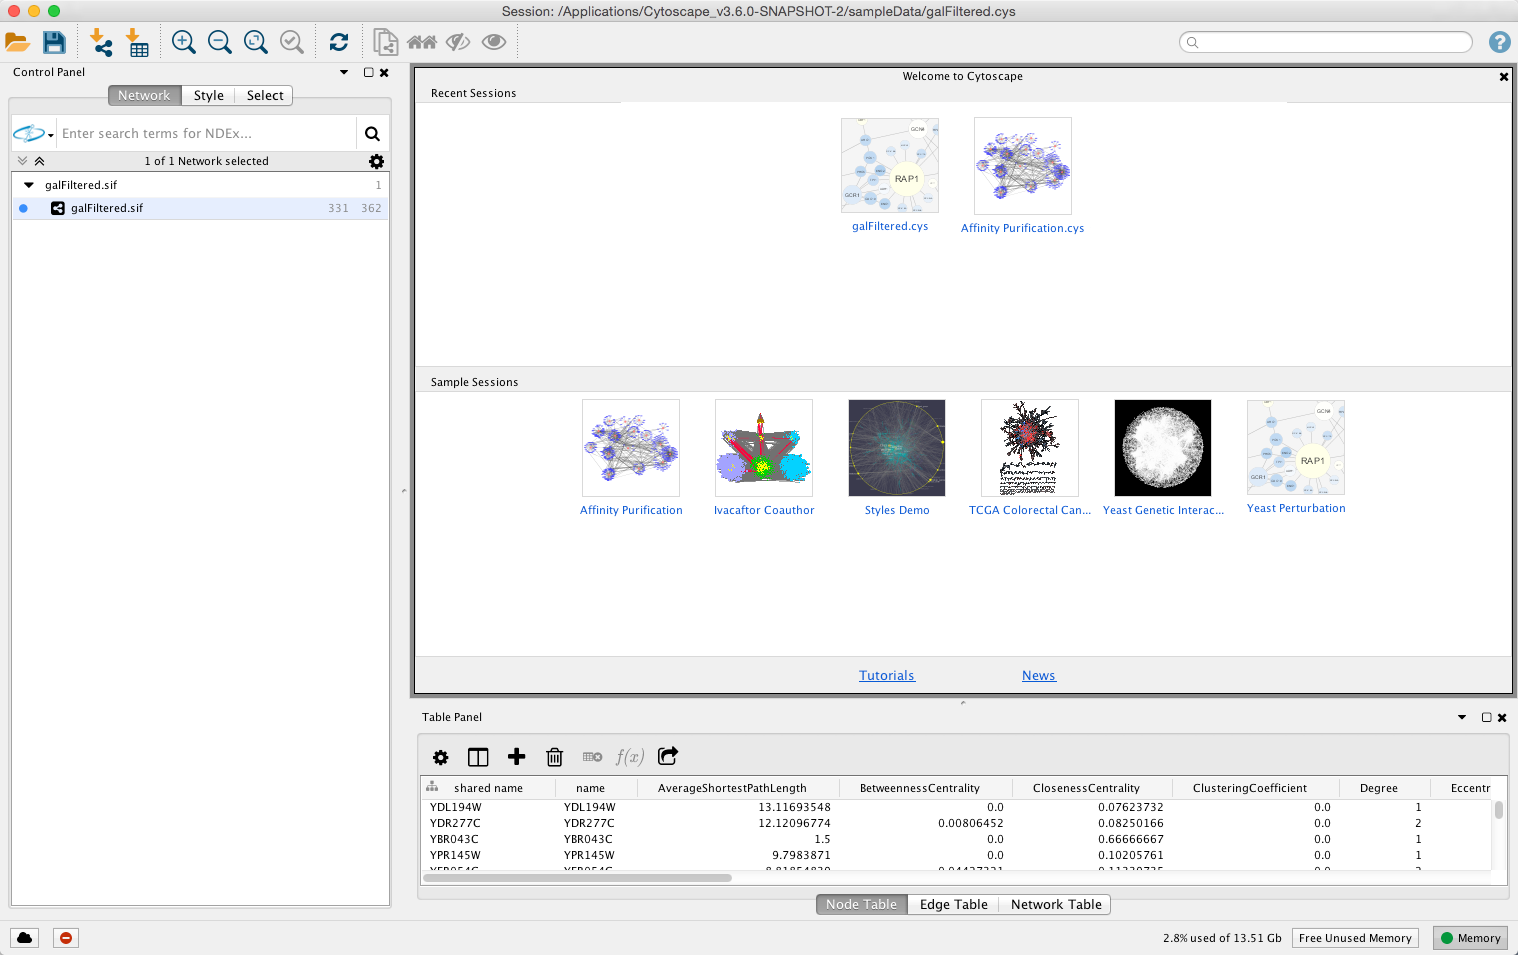 Session: /Applications/Cytoscape_v3.6.0-SNAPSHOT-2/sampleData/galFiltered.cys
Control Panel
Network Style Select
Enter search terms for NDEx...
1 of 1 Network selected
galFiltered.sif 1
galFiltered.sif 331 362
Welcome to Cytoscape
Recent Sessions
GCN4
RAP1
GCR1
galFiltered.cys
Affinity Purification.cys
Sample Sessions
GCN4
RAP1
GCR1
Affinity Purification
Ivacaftor Coauthor
Styles Demo
TCGA Colorectal Can...
Yeast Genetic Interac...
Yeast Perturbation
Tutorials
News
Table Panel
f(x)
shared name name AverageShortestPathLength BetweennessCentrality ClosenessCentrality ClusteringCoefficient Degree Eccentr
YDL194W YDL194W 13.11693548 0.0 0.07623732 0.0 1
YDR277C YDR277C 12.12096774 0.00806452 0.08250166 0.0 2
YBR043C YBR043C 1.5 0.0 0.66666667 0.0 1
YPR145W YPR145W 9.7983871 0.0 0.10205761 0.0 1
Node Table Edge Table Network Table
2.8% used of 13.51 Gb
Free Unused Memory
Memory